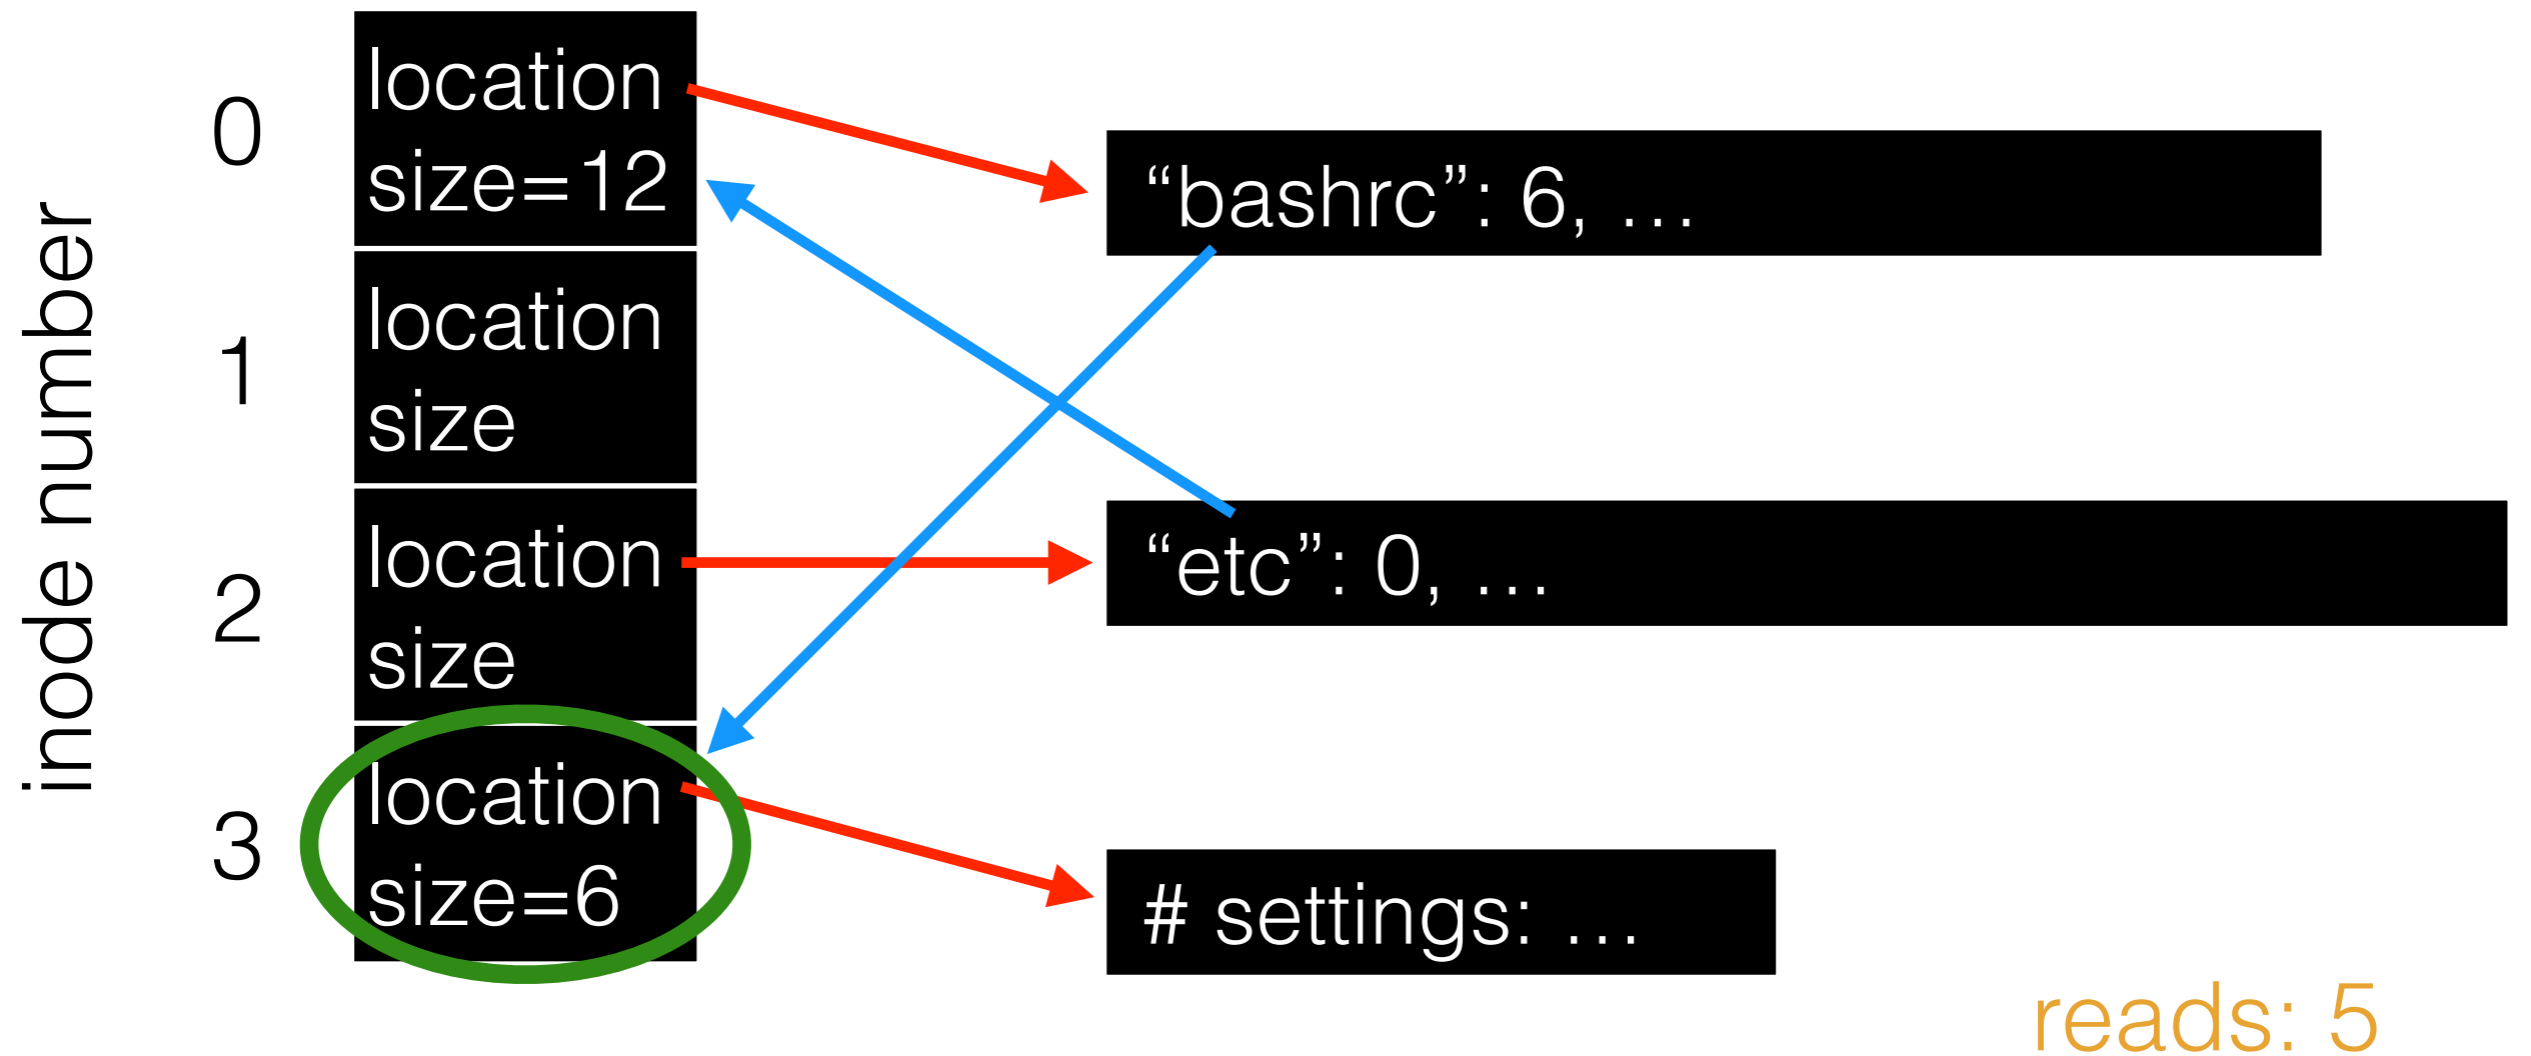 inode number
0
location
size=12
1
location
size
2
location
size
3
location
size=6
“bashrc”: 6, …
“etc”: 0, …
# settings: …
reads: 5